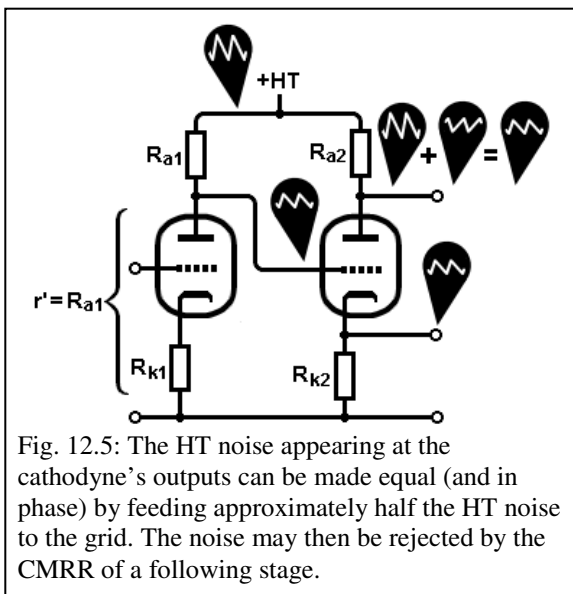 +HT
Ra1
Ra2
+
=
r'=Ra1
Rk1
Rk2
Fig. 12.5: The HT noise appearing at the
cathodyne’s outputs can be made equal (and in
phase) by feeding approximately half the HT noise
to the grid. The noise may then be rejected by the
CMRR of a following stage.